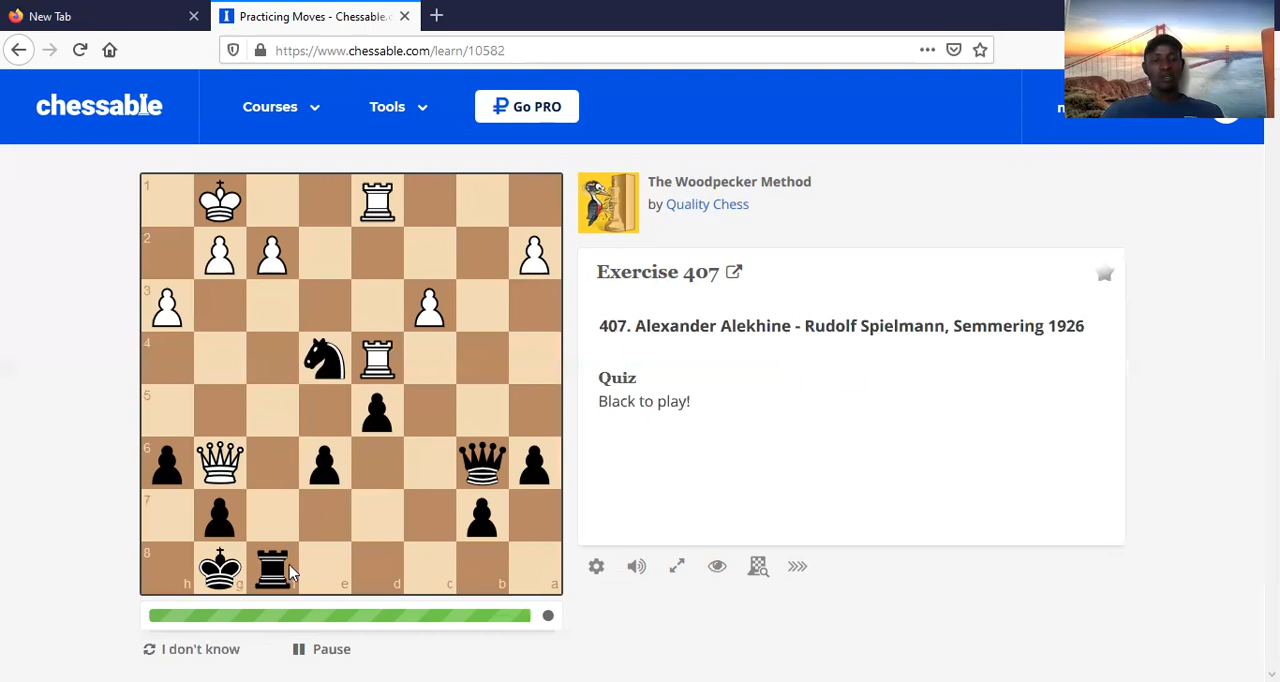 New Tab
Practicing Moves - Chessable.c
https://www.chessable.com/learn/10582
chessable
Courses
Tools
Go PRO
The Woodpecker Method
by Quality Chess
Exercise 407
407. Alexander Alekhine - Rudolf Spielmann, Semmering 1926
Quiz
Black to play!
1
2
3
4
5
6
7
8
h g e d c b a
I don't know
Pause